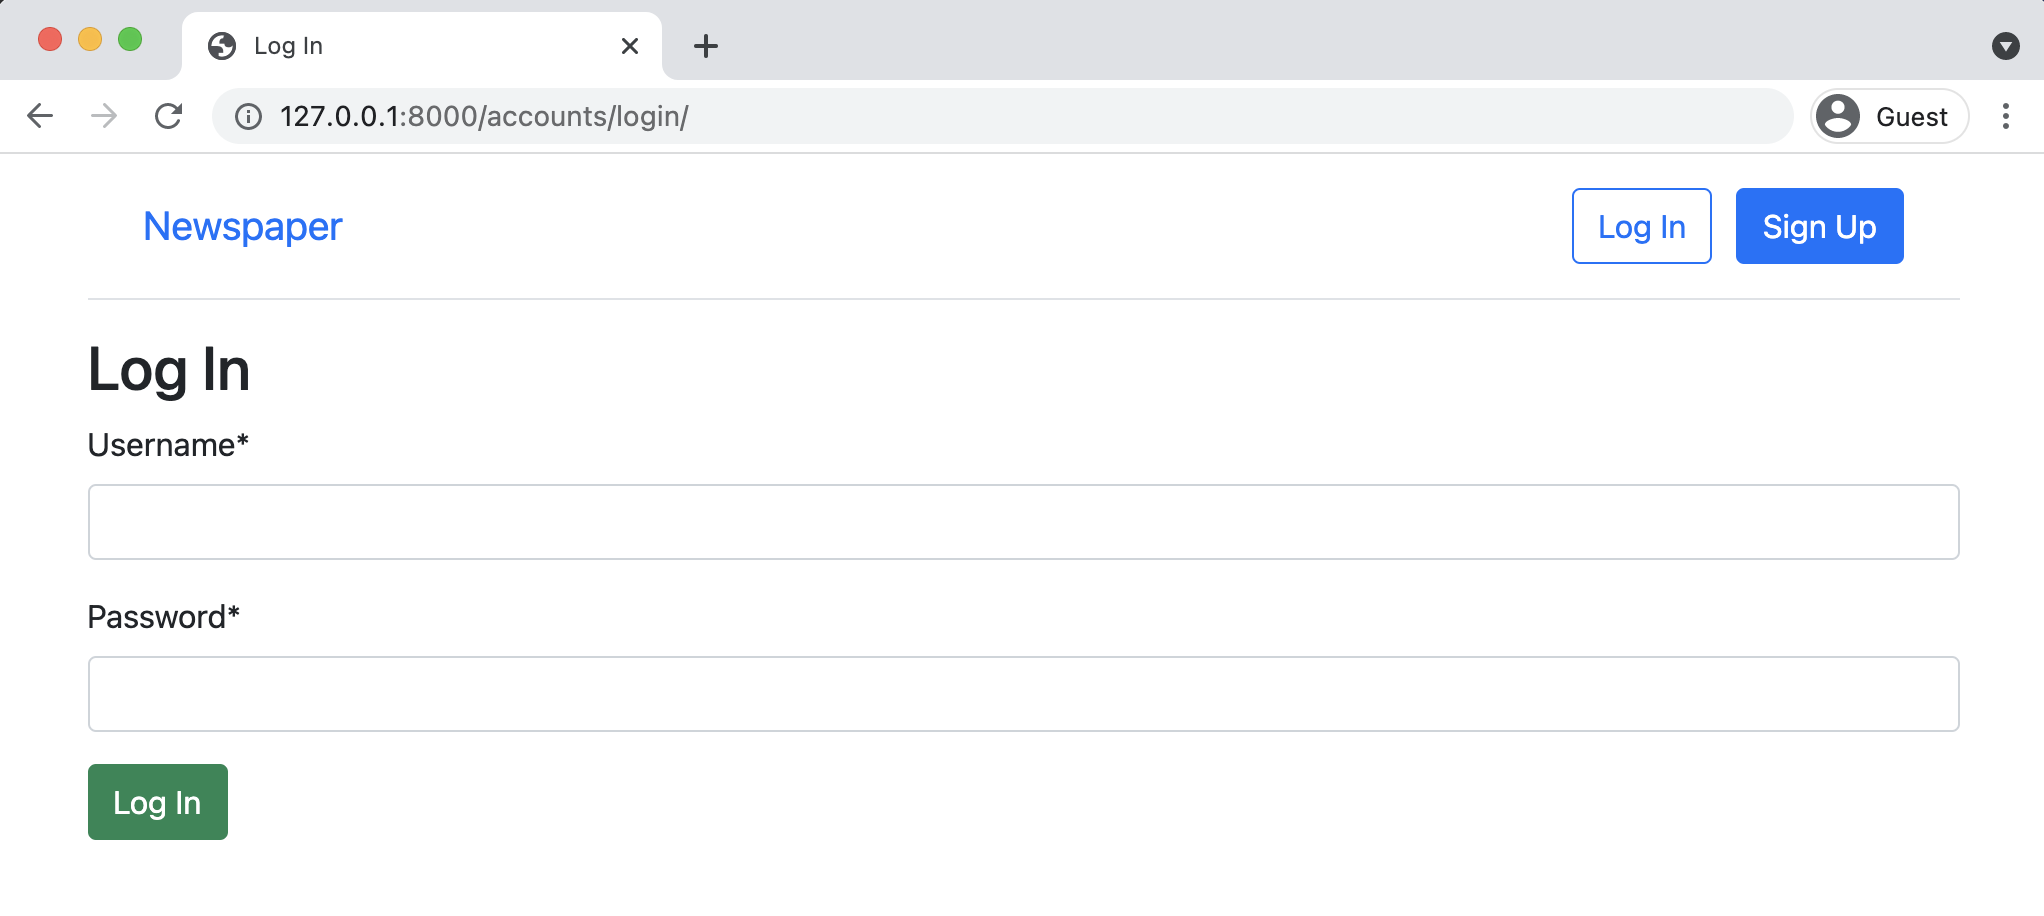 Log In
127.0.0.1:8000/accounts/login/
Guest
Newspaper
Log In
Sign Up
Log In
Username*
Password*
Log In